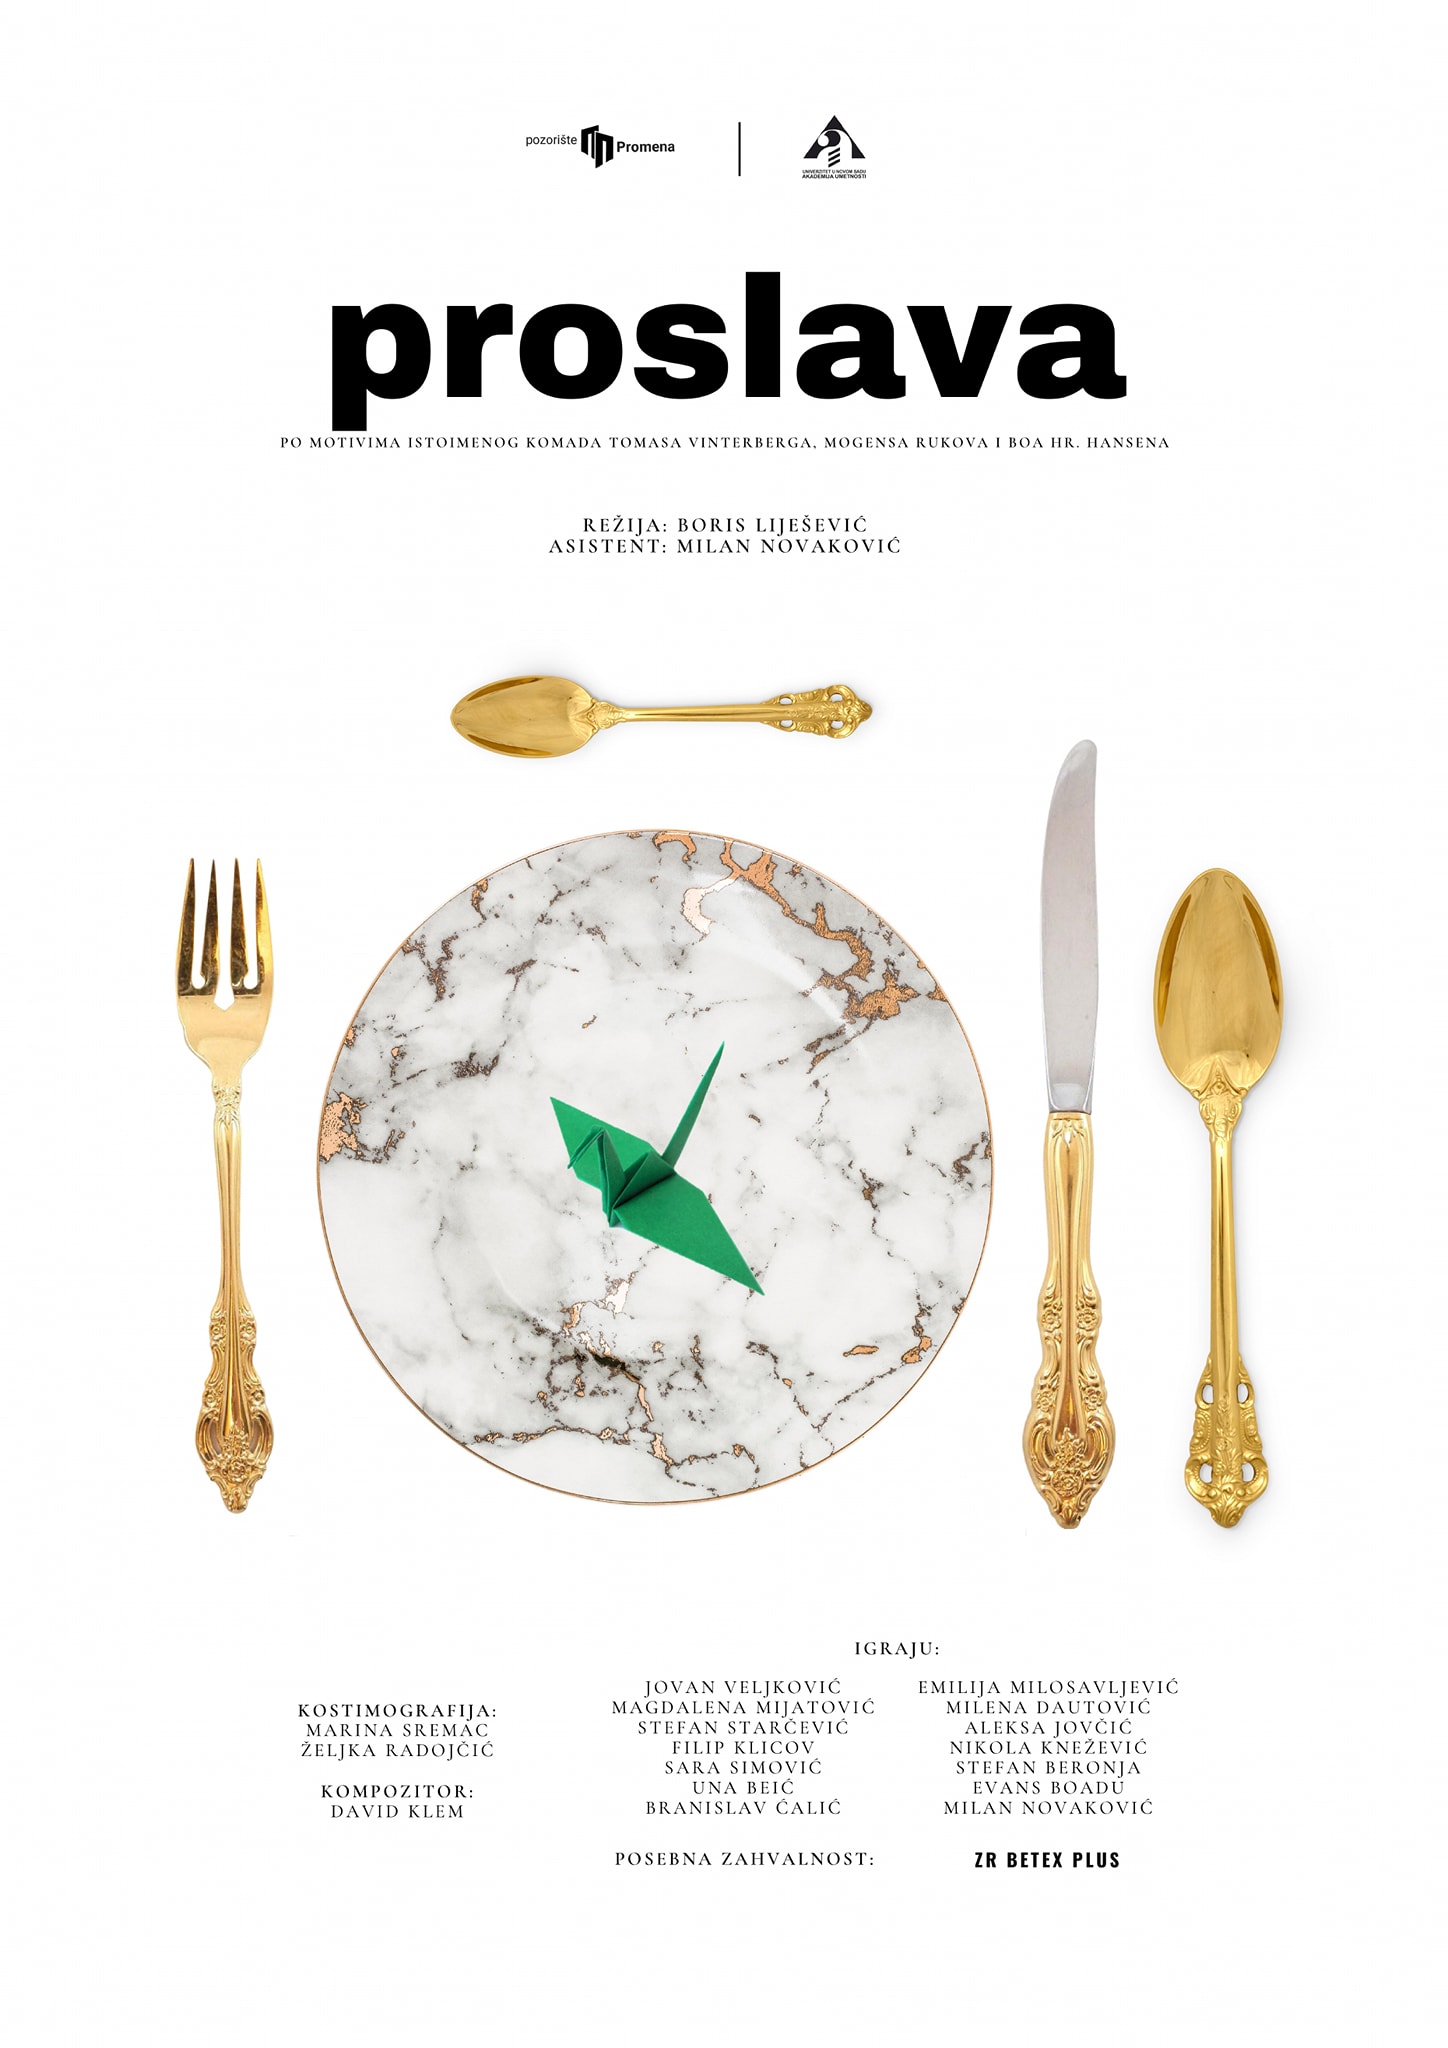 pozorište Promena
UNIVERZITET U NOVOM SADU
AKADEMIJA UMETNOSTI
proslava
PO MOTIVIMA ISTOIMENOG KOMADA TOMASA VINTERBERGA, MOGENSA RUKOVA I BOA HR. HANSENA
REŽIJA: BORIS LIJEŠEVIĆ
ASISTENT: MILAN NOVAKOVIĆ
KOSTIMOGRAFIJA:
MARINA SREMAC
ŽELJKA RADOJČIĆ
KOMPOZITOR:
DAVID KLEM
IGRAJU:
JOVAN VELJKOVIĆ
MAGDALENA MIJATOVIĆ
STEFAN STARČEVIĆ
FILIP KLICOV
SARA SIMOVIĆ
UNA BEIĆ
BRANISLAV ĆALIĆ
EMILIJA MILOSAVLJEVIĆ
MILENA DAUTOVIĆ
ALEKSA JOVČIĆ
NIKOLA KNEŽEVIĆ
STEFAN BERONJA
EVANS BOADU
MILAN NOVAKOVIĆ
POSEBNA ZAHVALNOST: ZR BETEX PLUS